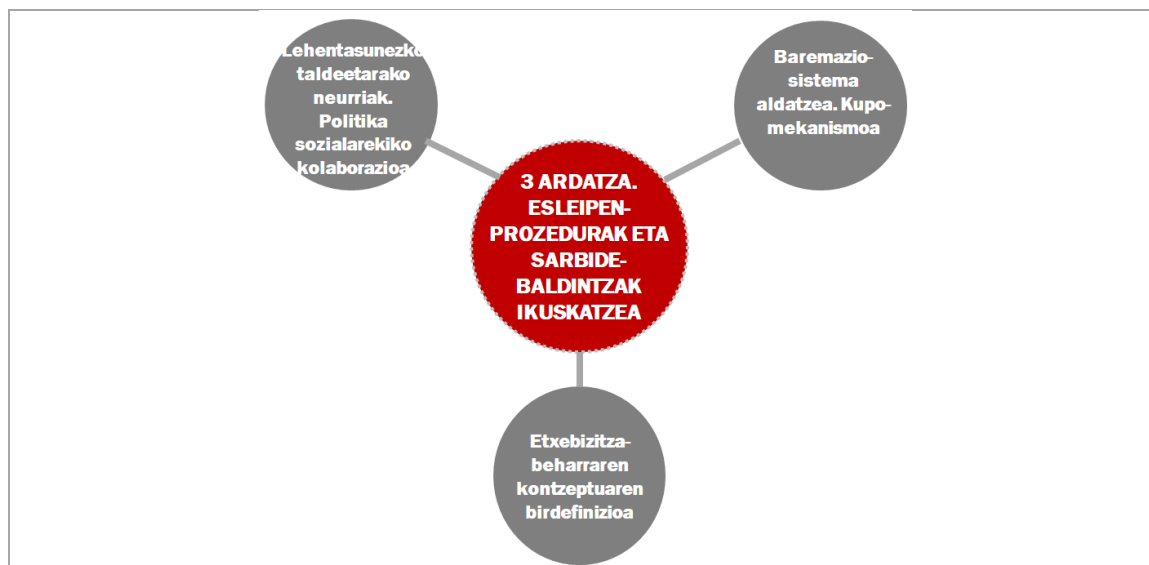 Lehentasunezko
taldeetarako
neurriak.
Politika
sozialarekiko
kolaborazioa
Baremazio-
sistema
aldatzea. Kupo-
mekanismoa
3 ARDATZA.
ESLEIPEN-
PROZEDURAK ETA
SARBIDE-
BALDINTZAK
IKUSKATZEA
Etxebizitza-
beharraren
kontzeptuaren
birdefinizioa